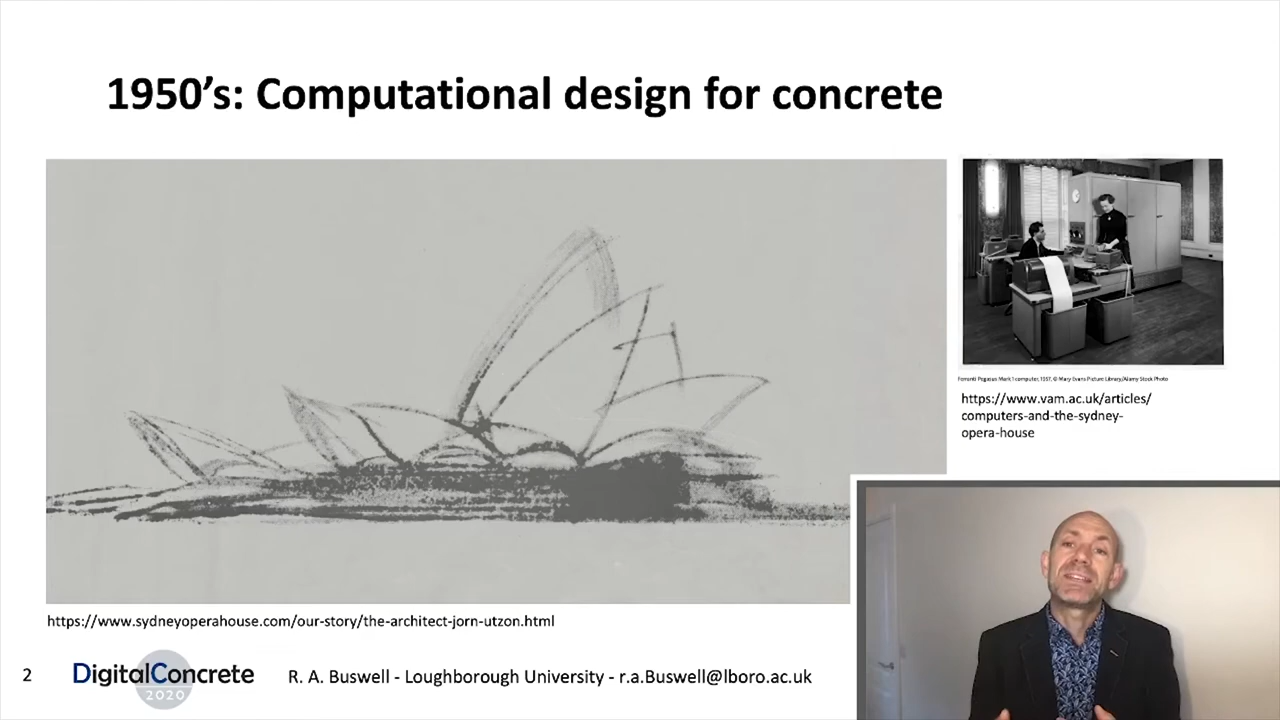 1950’s: Computational design for concrete
Ferranti Pegasus Mark 1 computer, 1957, © Mary Evans Picture Library/Alamy Stock Photo
https://www.vam.ac.uk/articles/
computers-and-the-sydney-
opera-house
https://www.sydneyoperahouse.com/our-story/the-architect-jorn-utzon.html
2
DigitalConcrete
2020
R. A. Buswell - Loughborough University - r.a.Buswell@lboro.ac.uk